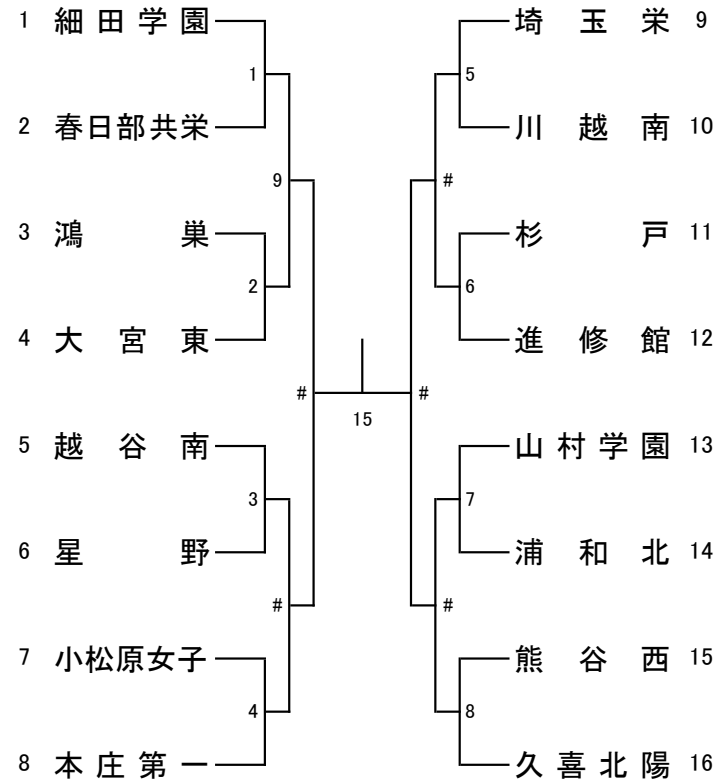 1 細田学園
埼玉栄 9
1
5
2 春日部共栄
川越南 10
9
#
3 鴻巣
杉戸 11
2
6
4 大宮東
進修館 12
#
#
15
5 越谷南
山村学園 13
3
7
6 星野
浦和北 14
#
#
7 小松原女子
熊谷西 15
4
8
8 本庄第一
久喜北陽 16